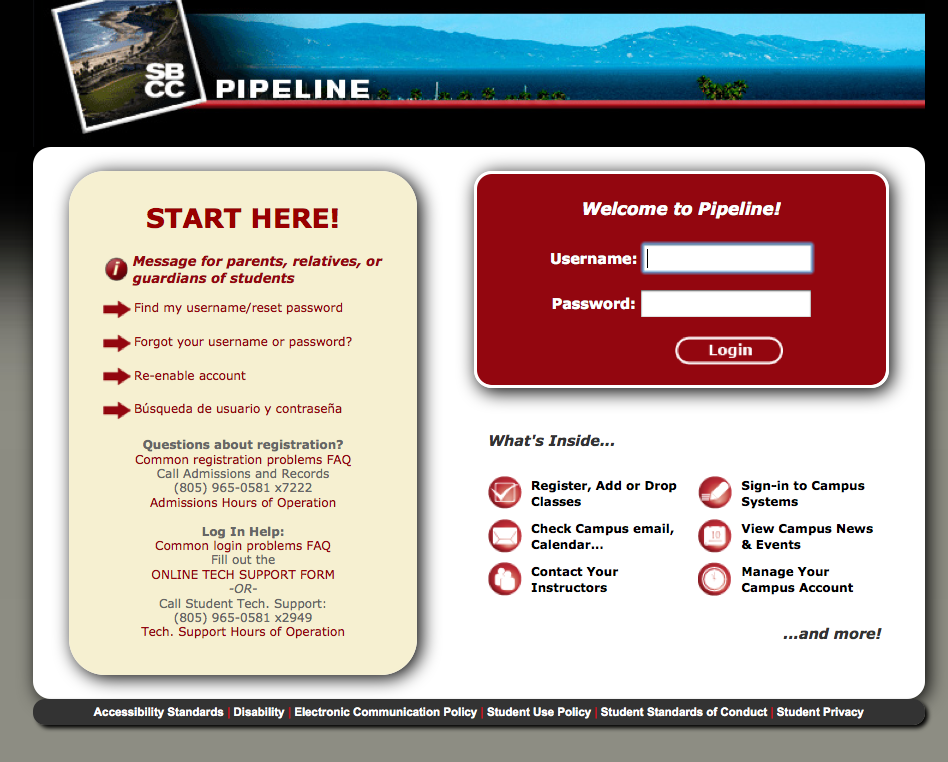 SB
CC
PIPELINE
START HERE!
Message for parents, relatives, or
guardians of students
Find my username/reset password
Forgot your username or password?
Re-enable account
Búsqueda de usuario y contraseña
Questions about registration?
Common registration problems FAQ
Call Admissions and Records
(805) 965-0581 x7222
Admissions Hours of Operation
Log In Help:
Common login problems FAQ
Fill out the
ONLINE TECH SUPPORT FORM
-OR-
Call Student Tech. Support:
(805) 965-0581 x2949
Tech. Support Hours of Operation
Welcome to Pipeline!
Username:
Password:
Login
What's Inside...
Register, Add or Drop
Classes
Sign-in to Campus
Systems
Check Campus email,
Calendar...
10
View Campus News
& Events
Contact Your
Instructors
Manage Your
Campus Account
...and more!
Accessibility Standards | Disability | Electronic Communication Policy | Student Use Policy | Student Standards of Conduct | Student Privacy